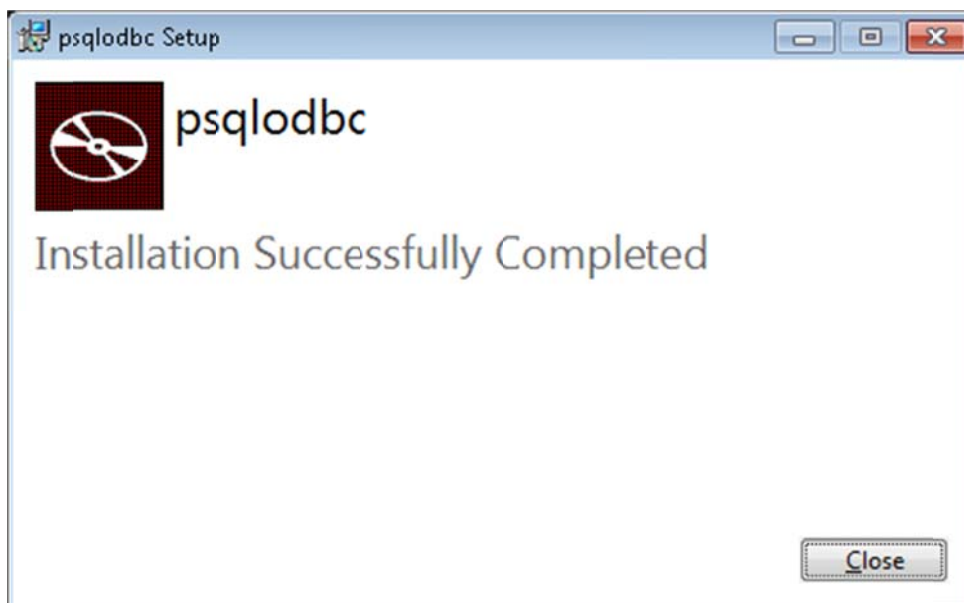 psqlodbc Setup
psqlodbc
Installation Successfully Completed
Close